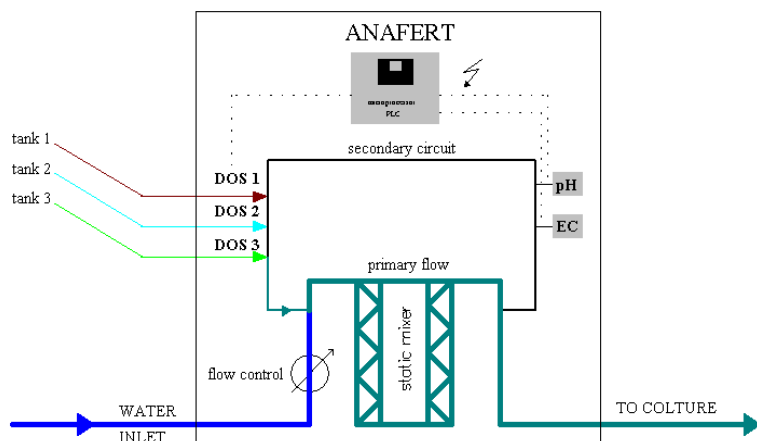 ANAFERT
PLC
secondary circuit
tank 1
tank 2
tank 3
DOS 1
DOS 2
DOS 3
pH
EC
primary flow
static mixer
flow control
WATER
INLET
TO COLTURE